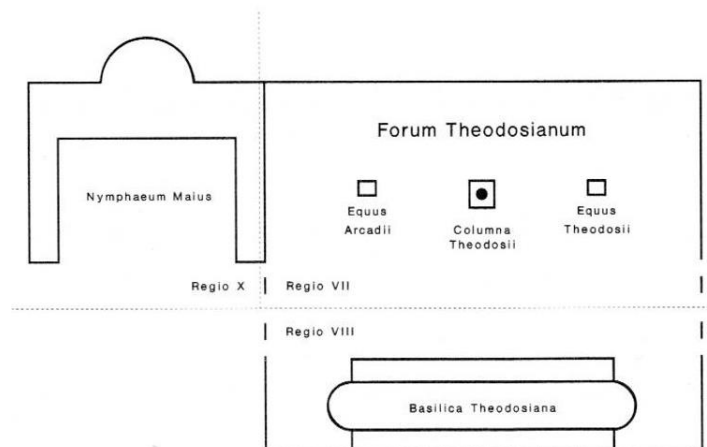 Forum Theodosianum
Nymphaeum Maius
Equus
Arcadii
Columna
Theodosii
Equus
Theodosii
Regio X
Regio VII
Regio VIII
Basilica Theodosiana